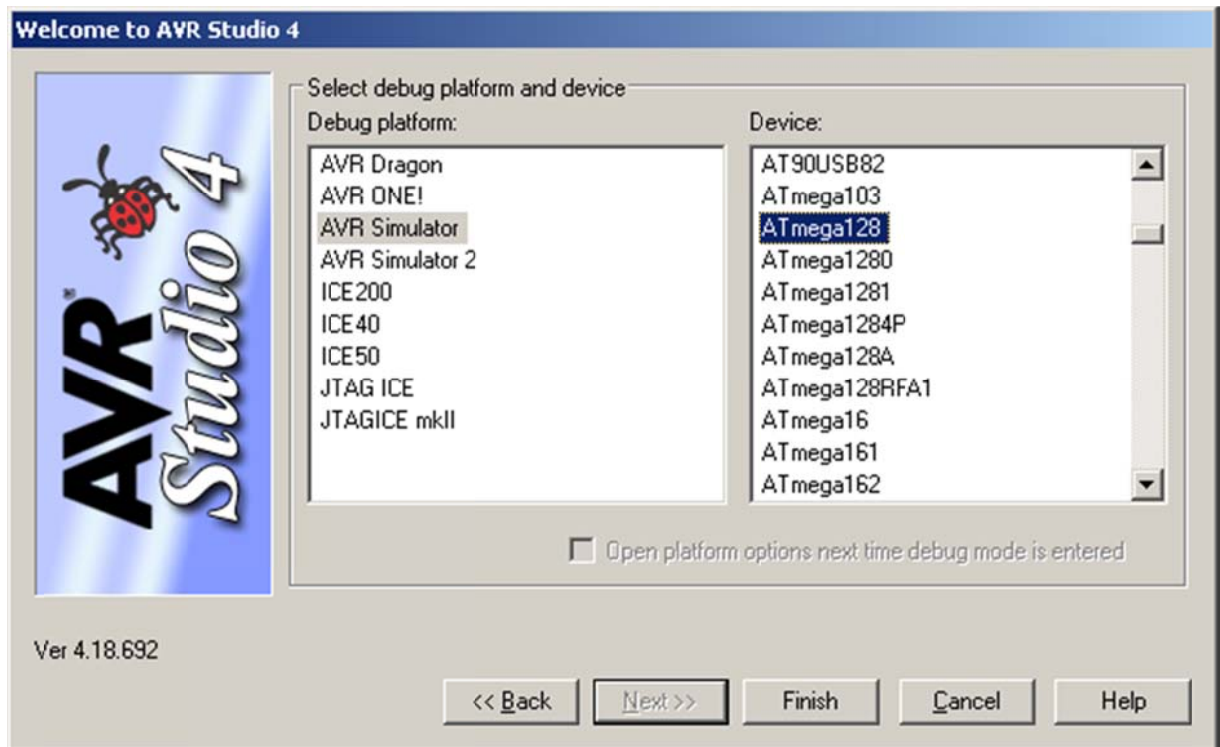 Welcome to AVR Studio 4
AVR® Studio 4
Select debug platform and device
Debug platform:
AVR Dragon
AVR ONE!
AVR Simulator
AVR Simulator 2
ICE200
ICE40
ICE50
JTAG ICE
JTAGICE mkII
Device:
AT90USB82
ATmega103
ATmega128
ATmega1280
ATmega1281
ATmega1284P
ATmega128A
ATmega128RFA1
ATmega16
ATmega161
ATmega162
Open platform options next time debug mode is entered
Ver 4.18.692
<< Back
Next >>
Finish
Cancel
Help